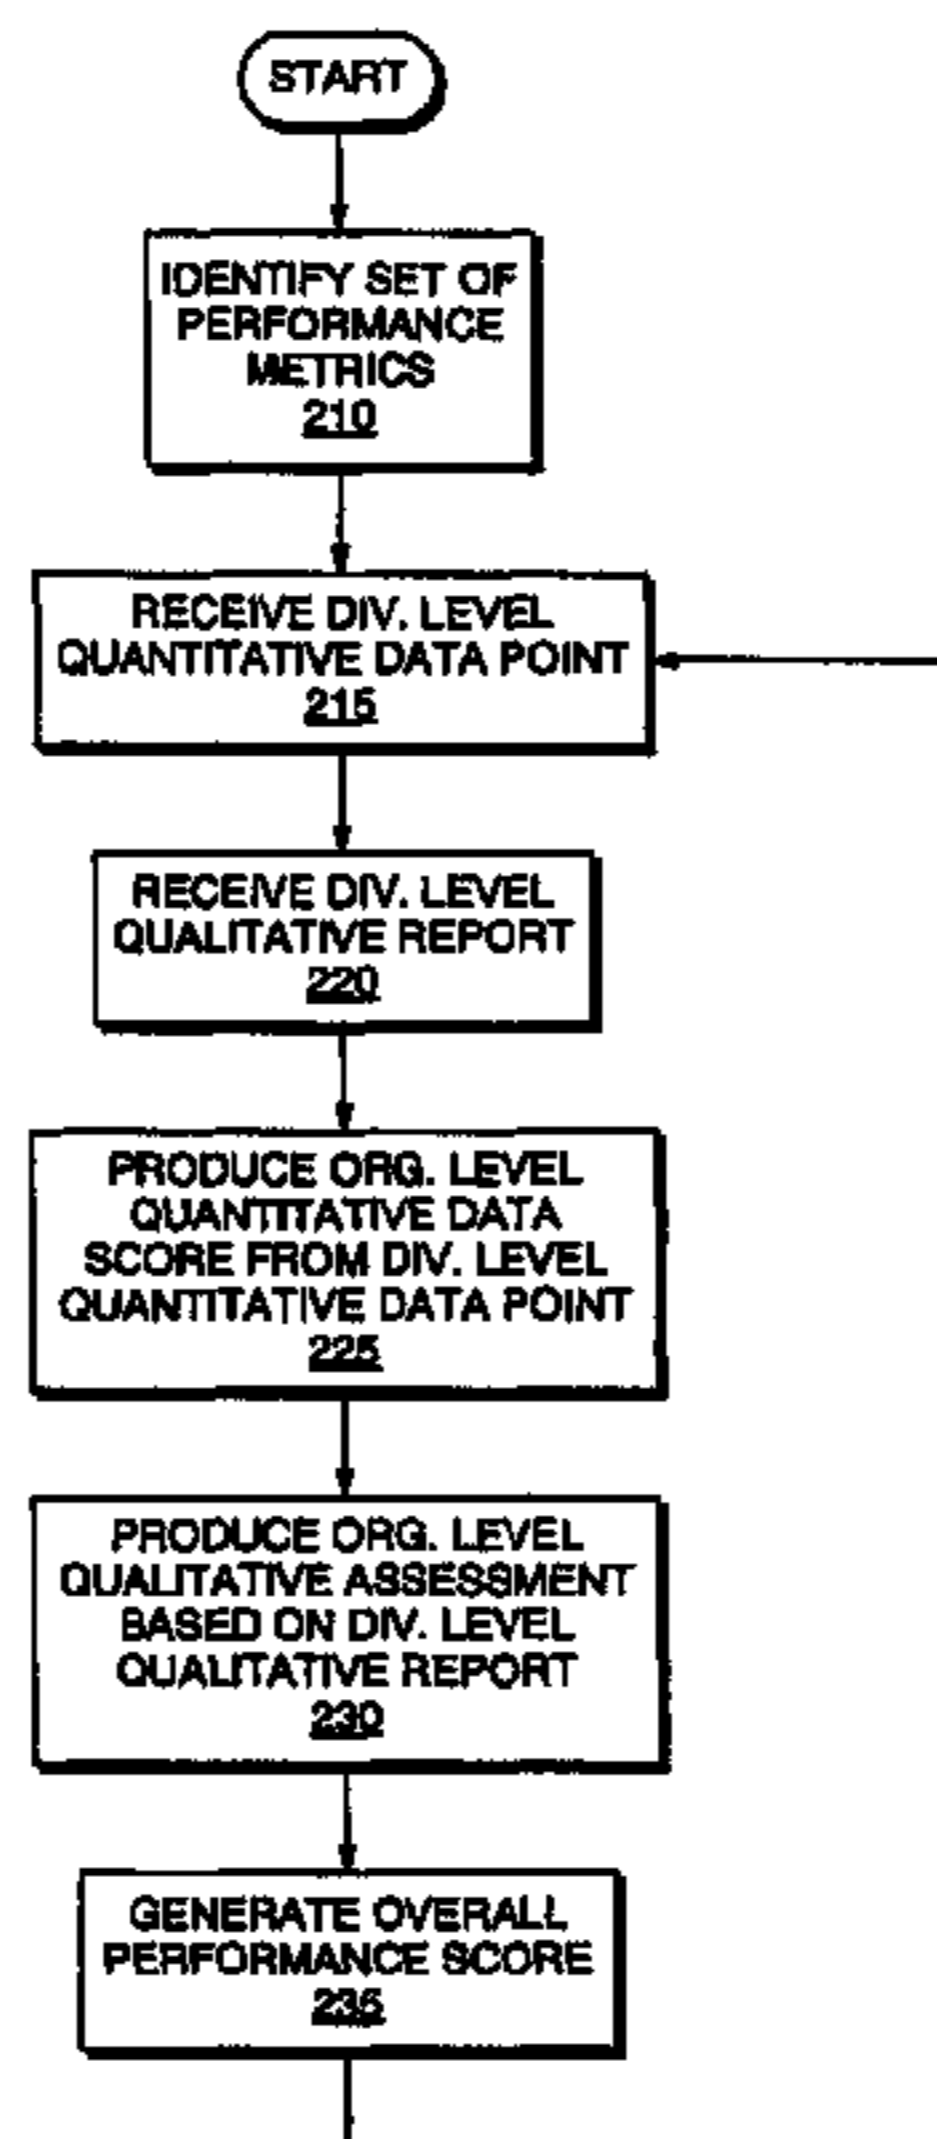 START
IDENTIFY SET OF
PERFORMANCE
METRICS
210
RECEIVE DIV. LEVEL
QUANTITATIVE DATA POINT
215
RECEIVE DIV. LEVEL
QUALITATIVE REPORT
220
PRODUCE ORG. LEVEL
QUANTITATIVE DATA
SCORE FROM DIV. LEVEL
QUANTITATIVE DATA POINT
225
PRODUCE ORG. LEVEL
QUALITATIVE ASSESSMENT
BASED ON DIV. LEVEL
QUALITATIVE REPORT
230
GENERATE OVERALL
PERFORMANCE SCORE
235